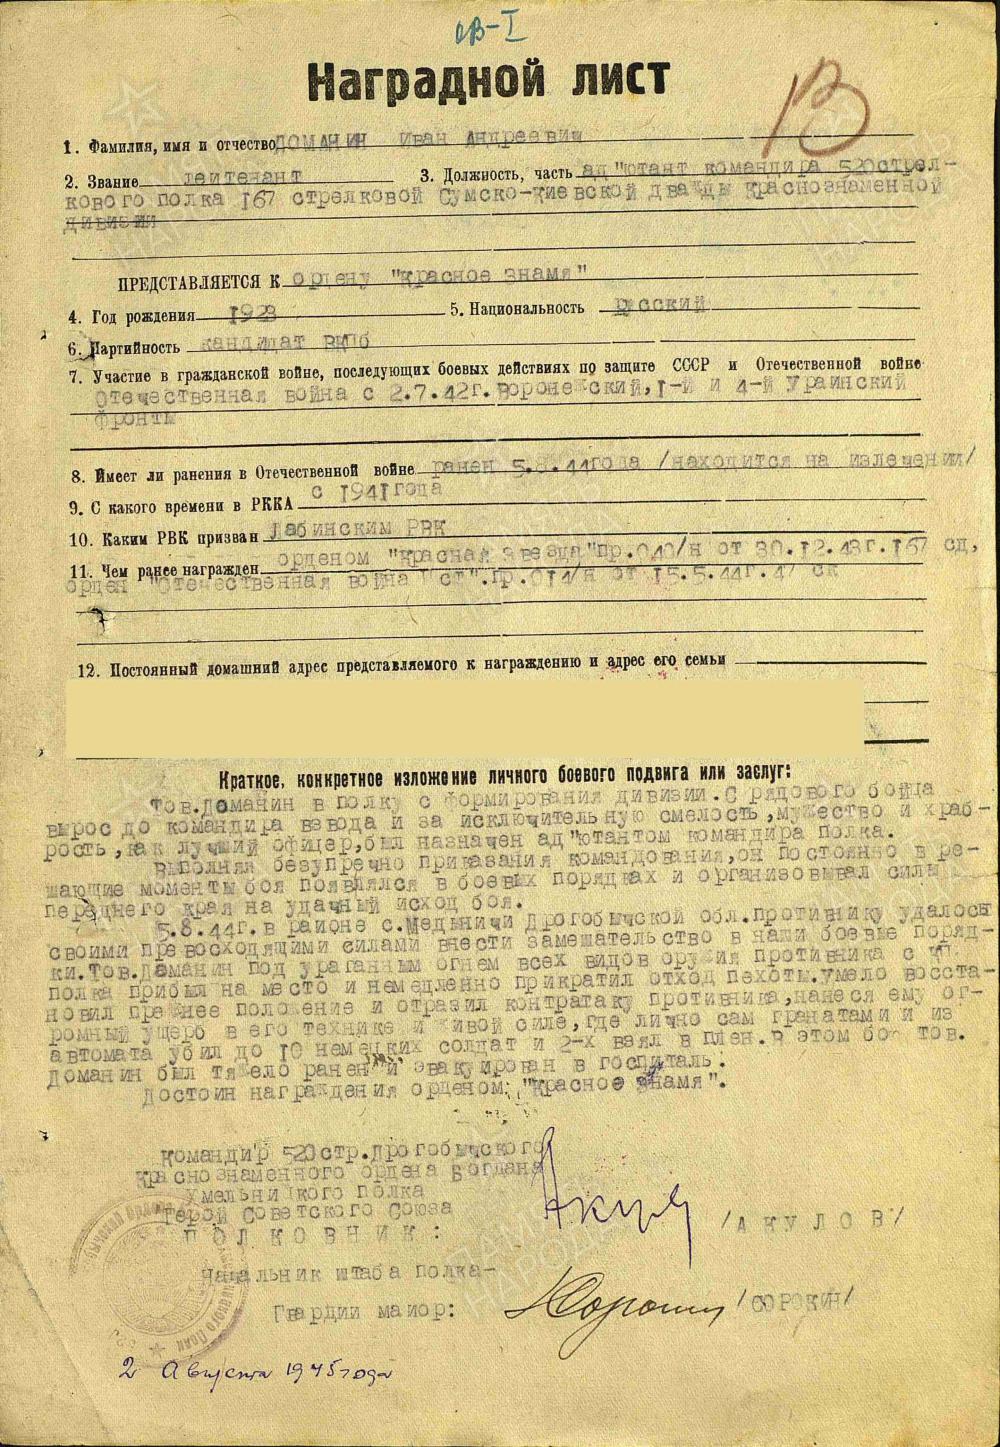 ОВ-I
Наградной лист
1. Фамилия, имя и отчество ДОМАНИН Иван Андреевич
2. Звание лейтенант 3. Должность, часть ад"ютант командира 520 стрел-
кового полка 167 стрелковой Сумско-Киевской дважды Краснознаменной
дивизии
ПРЕДСТАВЛЯЕТСЯ К ордену "Красное знамя"
4. Год рождения 1923 5. Национальность русский
6. Партийность кандидат ВКПб
7. Участие в гражданской войне, последующих боевых действиях по защите СССР и Отечественной войне
Отечественная война с 2.7.42г. Воронежский, I-й и 4-й Ураинский
фронты
8. Имеет ли ранения в Отечественной войне ранен 5.8.44года /находится на излечении/
9. С какого времени в РККА с 1941года
10. Каким РВК призван Лабинским РВК
11. Чем ранее награжден орденом "Красная звезда" пр.040/н от 30.12.43г. 167 сд,
орден "Отечественная война Iст". пр.014/н от 15.5.44г. 47 ск
12. Постоянный домашний адрес представляемого к награждению и адрес его семьи
Краткое, конкретное изложение личного боевого подвига или заслуг:
Тов.Доманин в полку с формирования дивизии. С рядового бойца
вырос до командира взвода и за исключительную смелость, мужество и храб-
рость, как лучший офицер, был назначен ад"ютантом командира полка.
Выполняя безупречно приказания командования, он постоянно в ре-
шающие моменты боя появлялся в боевых порядках и организовывал силы
переднего края на удачный исход боя.
5.8.44г. в районе с.Медыничи Дрогобычской обл. противнику удалось
своими превосходящими силами внести замешательство в наши боевые поряд-
ки. Тов.Доманин под ураганным огнем всех видов оружия противника с
полка прибыл на место и немедленно прикратил отход пехоты, умело восста-
новил прежнее положение и отразил контратаку противника, нанеся ему ог-
ромный ущерб в его технике и живой силе, где лично сам гранатами и из
автомата убил до 10 немецких солдат и 2-х взял в плен. В этом бою тов.
Доманин был тяжело ранен и эвакуирован в госпиталь.
Достоин награждения орденом: "Красное знамя".
Командир 520 стр. Дрогобычского
Краснознаменного ордена Богдана
Хмельницкого полка
Герой Советского Союза
ПОЛКОВНИК: /АКУЛОВ/
Начальник штаба полка-
Гвардии майор: /СОРОКИН/
2 Августа 1945года